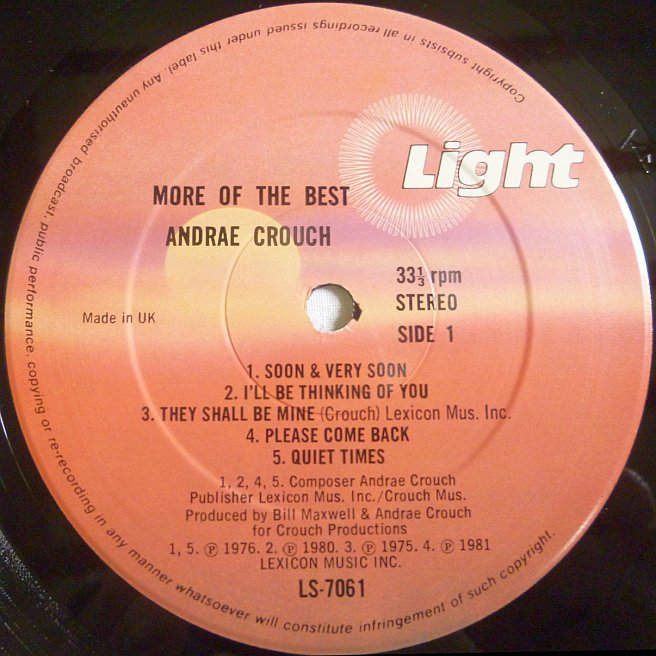 Copyright subsists in all recordings issued under this label. Any unauthorised broadcast, public performance, copying or re-recording in any manner whatsoever will constitute infringement of such copyright.
Light
MORE OF THE BEST
ANDRAE CROUCH
33⅓ rpm
STEREO
Made in UK
SIDE 1
1. SOON & VERY SOON
2. I'LL BE THINKING OF YOU
3. THEY SHALL BE MINE (Crouch) Lexicon Mus. Inc.
4. PLEASE COME BACK
5. QUIET TIMES
1, 2, 4, 5. Composer Andrae Crouch
Publisher Lexicon Mus. Inc./Crouch Mus.
Produced by Bill Maxwell & Andrae Crouch
for Crouch Productions
1, 5. ℗ 1976. 2. ℗ 1980. 3. ℗ 1975. 4. ℗ 1981
LEXICON MUSIC INC.
LS-7061